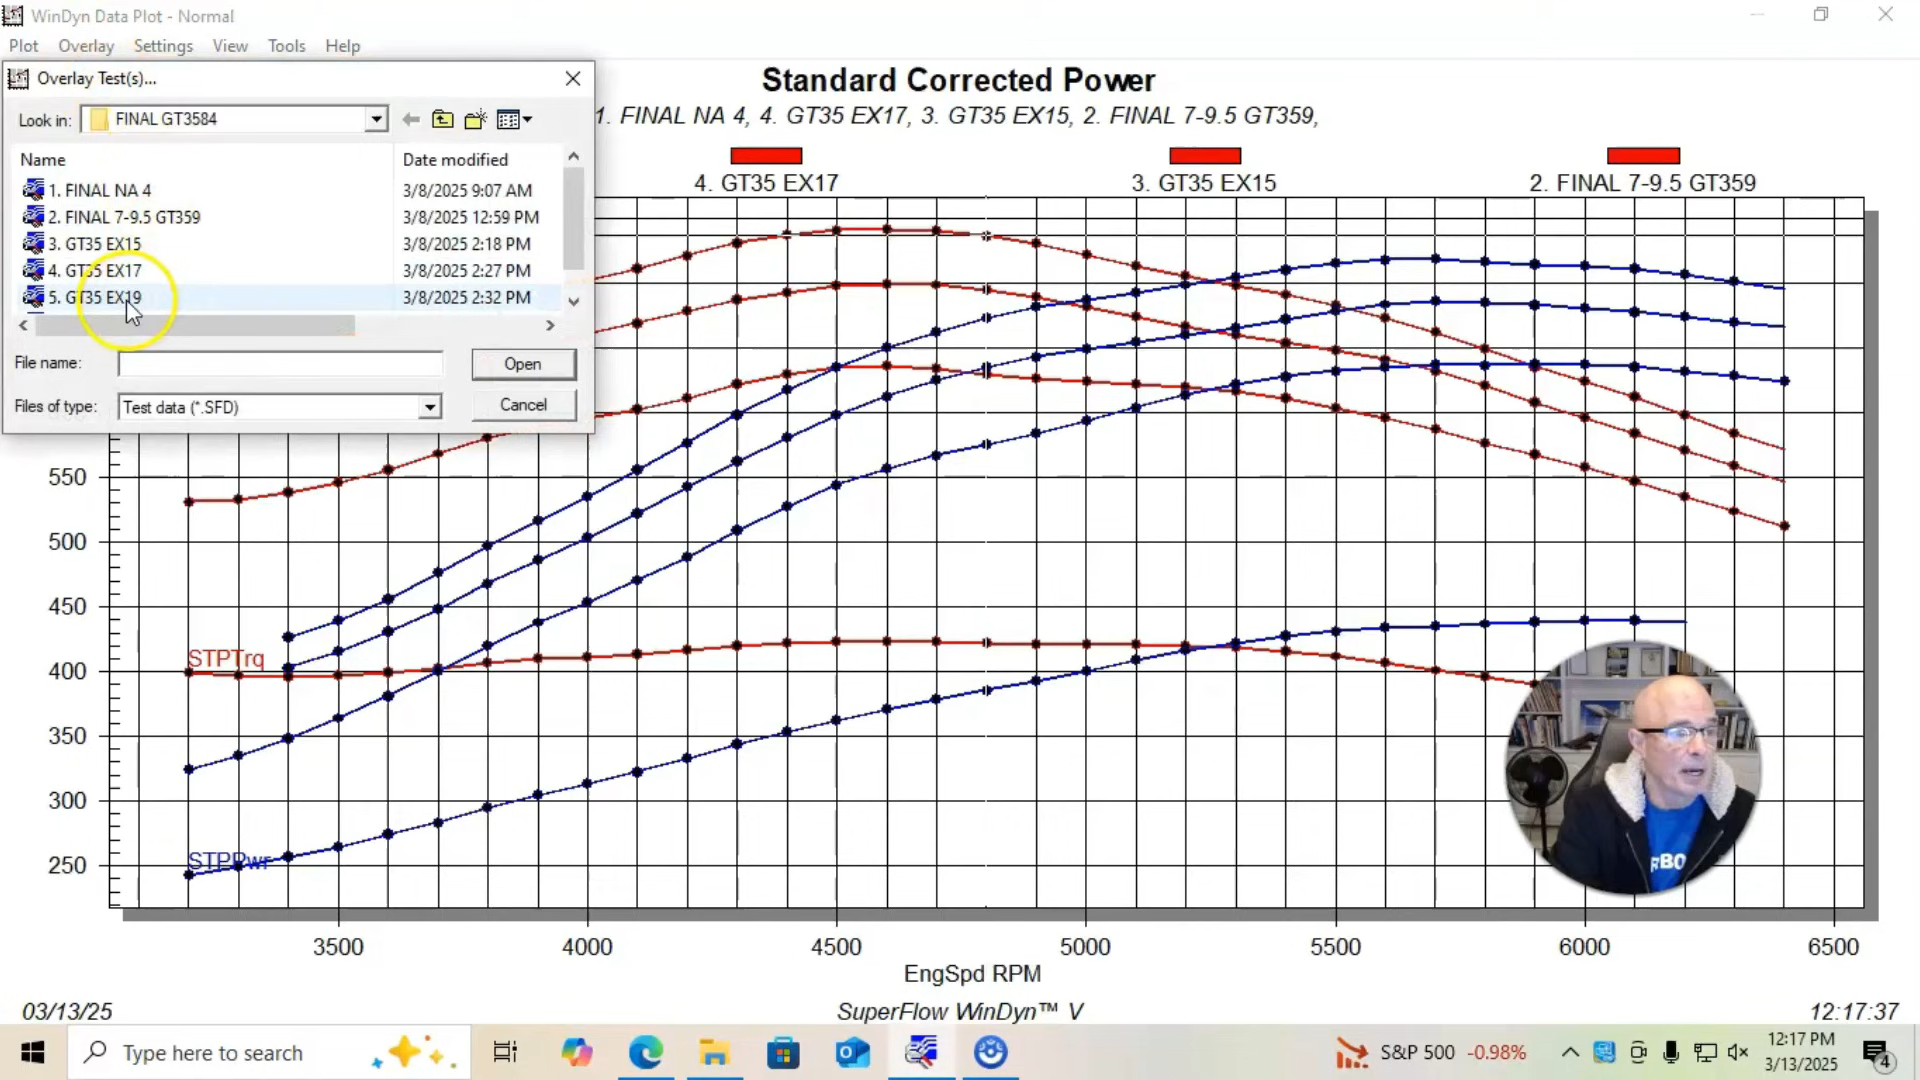 WinDyn Data Plot - Normal
Plot Overlay Settings View Tools Help
Overlay Test(s)...
Look in: FINAL GT3584
Name Date modified
1. FINAL NA 4 3/8/2025 9:07 AM
2. FINAL 7-9.5 GT359 3/8/2025 12:59 PM
3. GT35 EX15 3/8/2025 2:18 PM
4. GT35 EX17 3/8/2025 2:27 PM
5. GT35 EX19 3/8/2025 2:32 PM
File name: Open
Files of type: Test data (*.SFD) Cancel
Standard Corrected Power
1. FINAL NA 4, 4. GT35 EX17, 3. GT35 EX15, 2. FINAL 7-9.5 GT359,
4. GT35 EX17 3. GT35 EX15 2. FINAL 7-9.5 GT359
550
500
450
STPTrq
400
350
300
STPPwr
250
RBO
3500 4000 4500 5000 5500 6000 6500
EngSpd RPM
03/13/25 SuperFlow WinDyn™ V 12:17:37
Type here to search
S&P 500 -0.98%
12:17 PM
3/13/2025
4